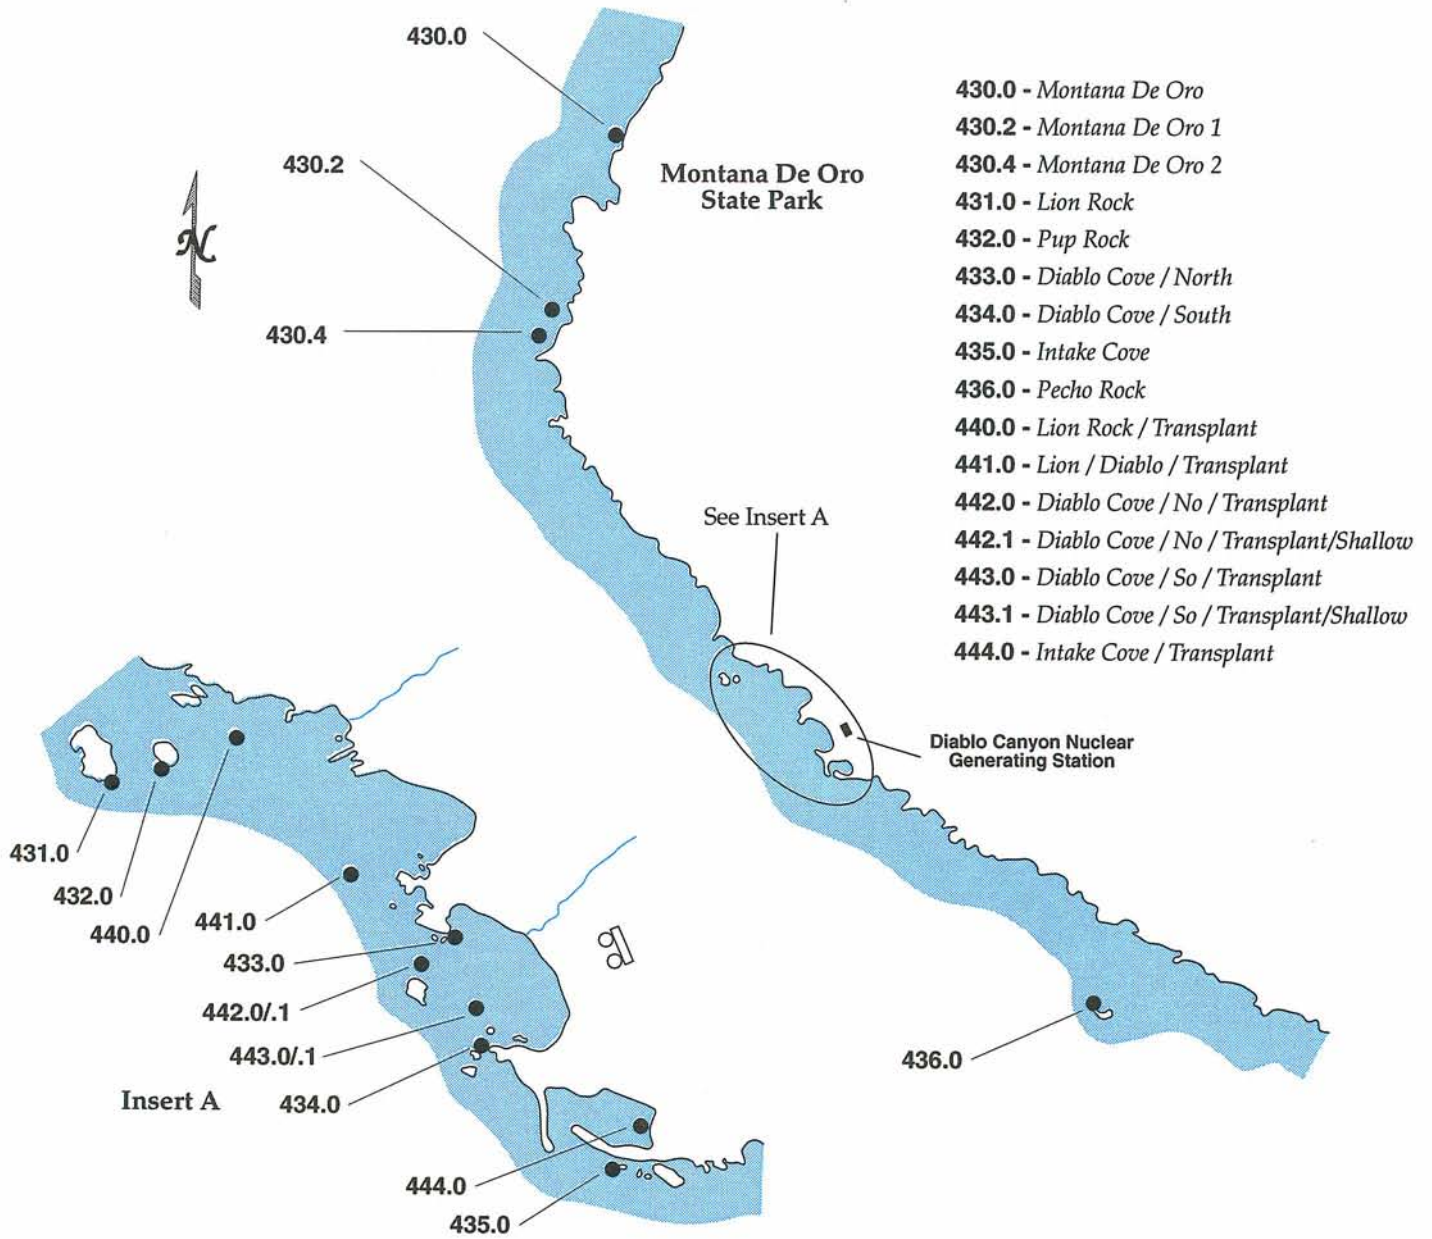 430.0
430.2
430.4
N
Montana De Oro
State Park
See Insert A
Diablo Canyon Nuclear
Generating Station
436.0
430.0 - Montana De Oro
430.2 - Montana De Oro 1
430.4 - Montana De Oro 2
431.0 - Lion Rock
432.0 - Pup Rock
433.0 - Diablo Cove / North
434.0 - Diablo Cove / South
435.0 - Intake Cove
436.0 - Pecho Rock
440.0 - Lion Rock / Transplant
441.0 - Lion / Diablo / Transplant
442.0 - Diablo Cove / No / Transplant
442.1 - Diablo Cove / No / Transplant/Shallow
443.0 - Diablo Cove / So / Transplant
443.1 - Diablo Cove / So / Transplant/Shallow
444.0 - Intake Cove / Transplant
431.0
432.0
440.0
441.0
433.0
442.0/.1
443.0/.1
434.0
Insert A
444.0
435.0